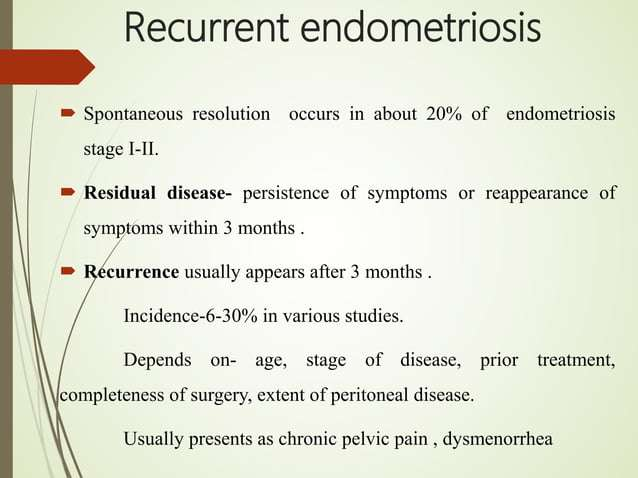 Recurrent endometriosis
Spontaneous resolution occurs in about 20% of endometriosis
stage I-II.
Residual disease- persistence of symptoms or reappearance of
symptoms within 3 months .
Recurrence usually appears after 3 months .
Incidence-6-30% in various studies.
Depends on- age, stage of disease, prior treatment,
completeness of surgery, extent of peritoneal disease.
Usually presents as chronic pelvic pain , dysmenorrhea